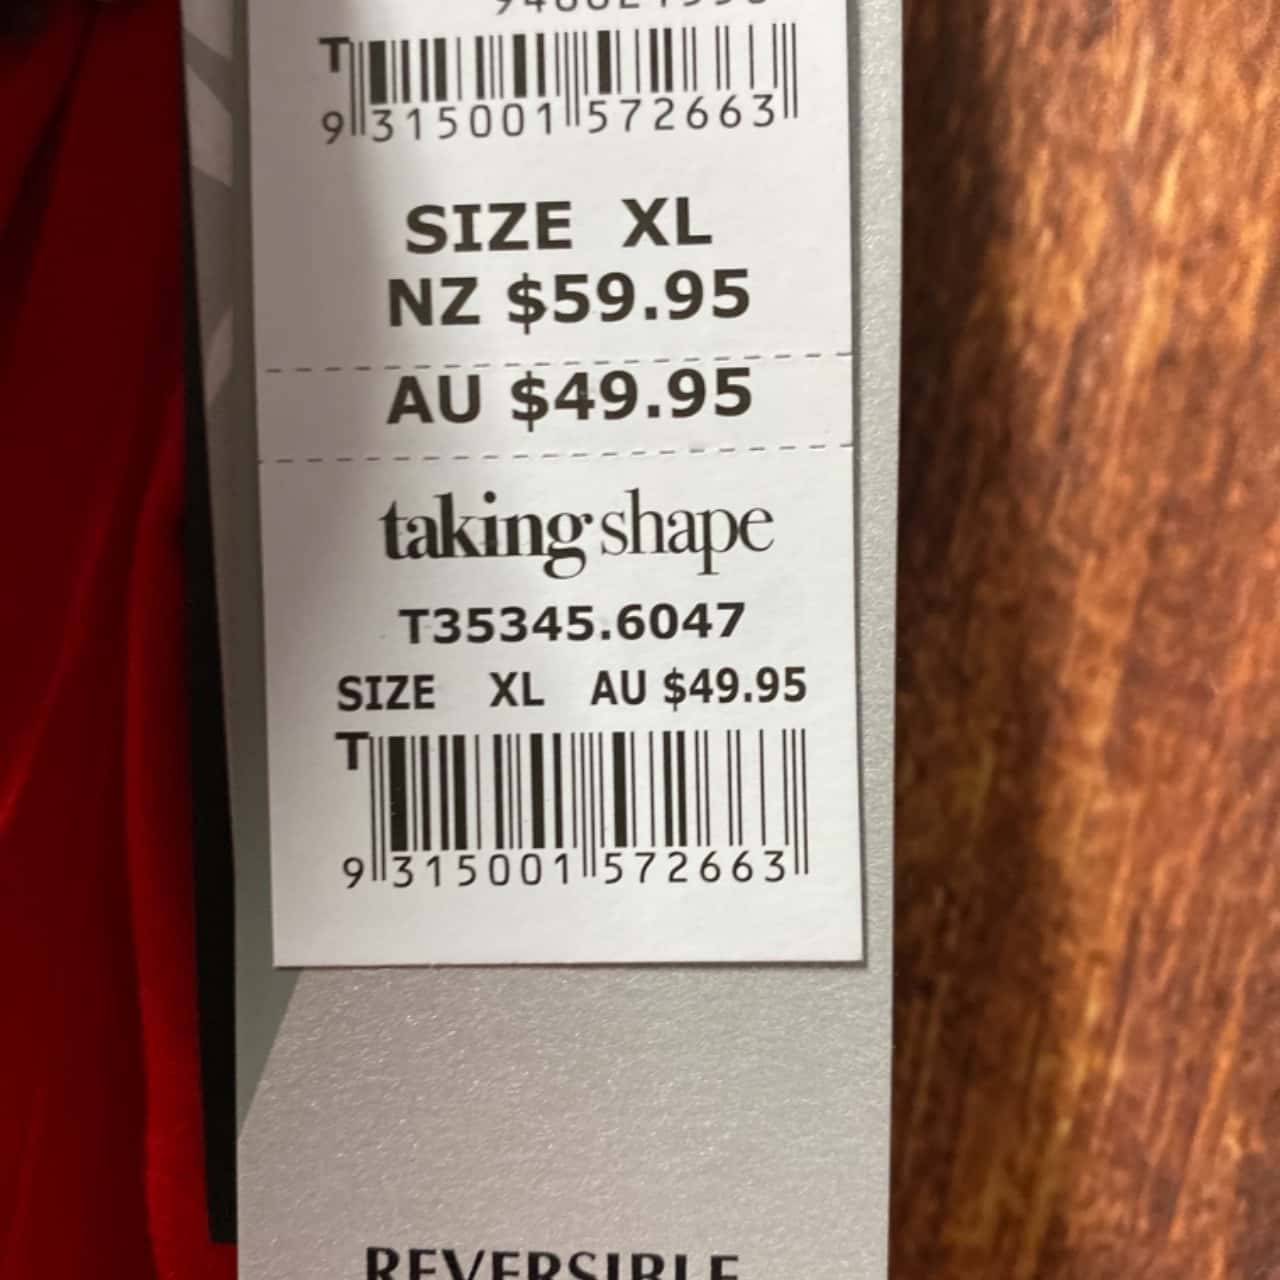 T
9 315001 572663
SIZE XL
NZ $59.95
AU $49.95
taking shape
T35345.6047
SIZE XL AU $49.95
T
9 315001 572663
REVERSIBLE